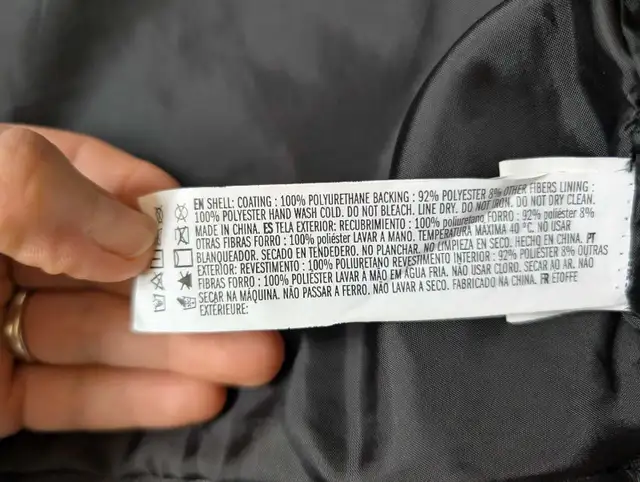 EN SHELL: COATING : 100% POLYURETHANE BACKING : 92% POLYESTER 8% OTHER FIBERS LINING :
100% POLYESTER HAND WASH COLD. DO NOT BLEACH. LINE DRY. DO NOT IRON. DO NOT DRY CLEAN.
MADE IN CHINA. ES TELA EXTERIOR: RECUBRIMIENTO : 100% poliuretano FORRO : 92% poliéster 8%
OTRAS FIBRAS FORRO : 100% poliéster LAVAR A MANO. TEMPERATURA MÁXIMA 40 °C. NO USAR
BLANQUEADOR. SECADO EN TENDEDERO. NO PLANCHAR. NO LIMPIEZA EN SECO. HECHO EN CHINA. PT
EXTERIOR: REVESTIMENTO : 100% POLIURETANO REVESTIMENTO INTERIOR : 92% POLIÉSTER 8% OUTRAS
FIBRAS FORRO : 100% POLIÉSTER LAVAR À MÃO EM ÁGUA FRIA. NÃO USAR CLORO. SECAR AO AR. NÃO
SECAR NA MÁQUINA. NÃO PASSAR A FERRO, NÃO LAVAR A SECO. FABRICADO NA CHINA. FR ÉTOFFE
EXTÉRIEURE: